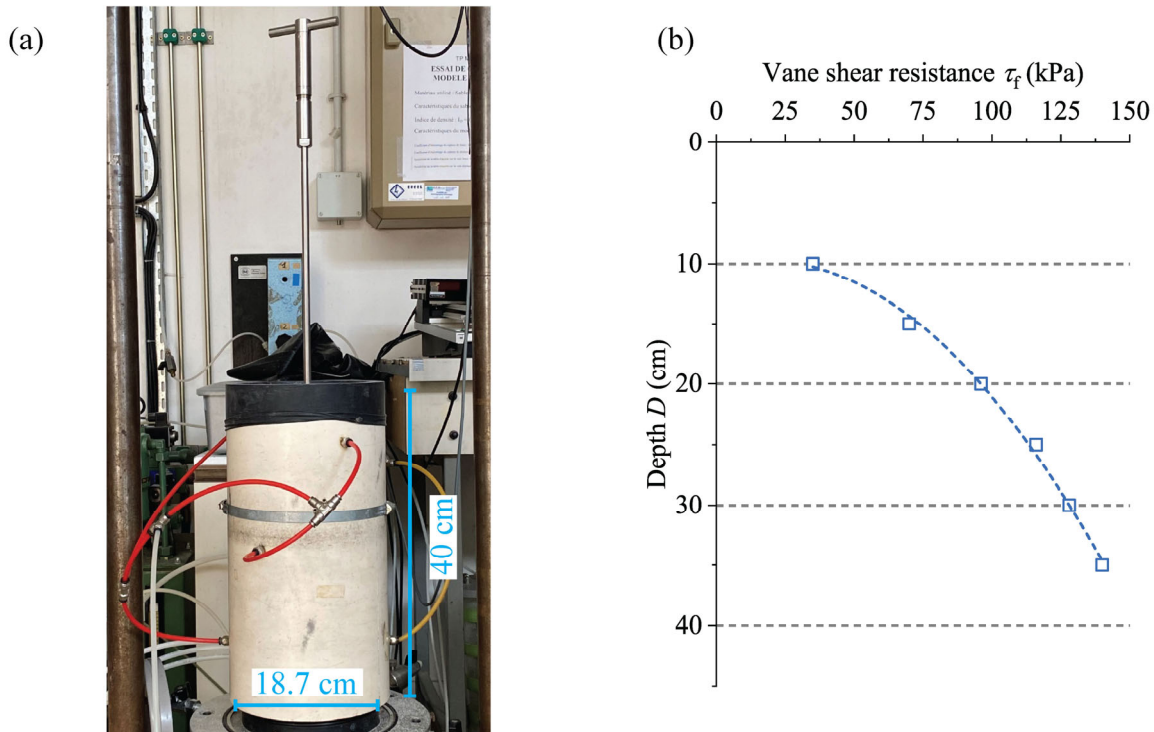 (a)
TP
ESSAI DE
MODELE
40 cm
18.7 cm
(b)
Vane shear resistance τf (kPa)
0 25 50 75 100 125 150
0
10
20
30
40
Depth D (cm)